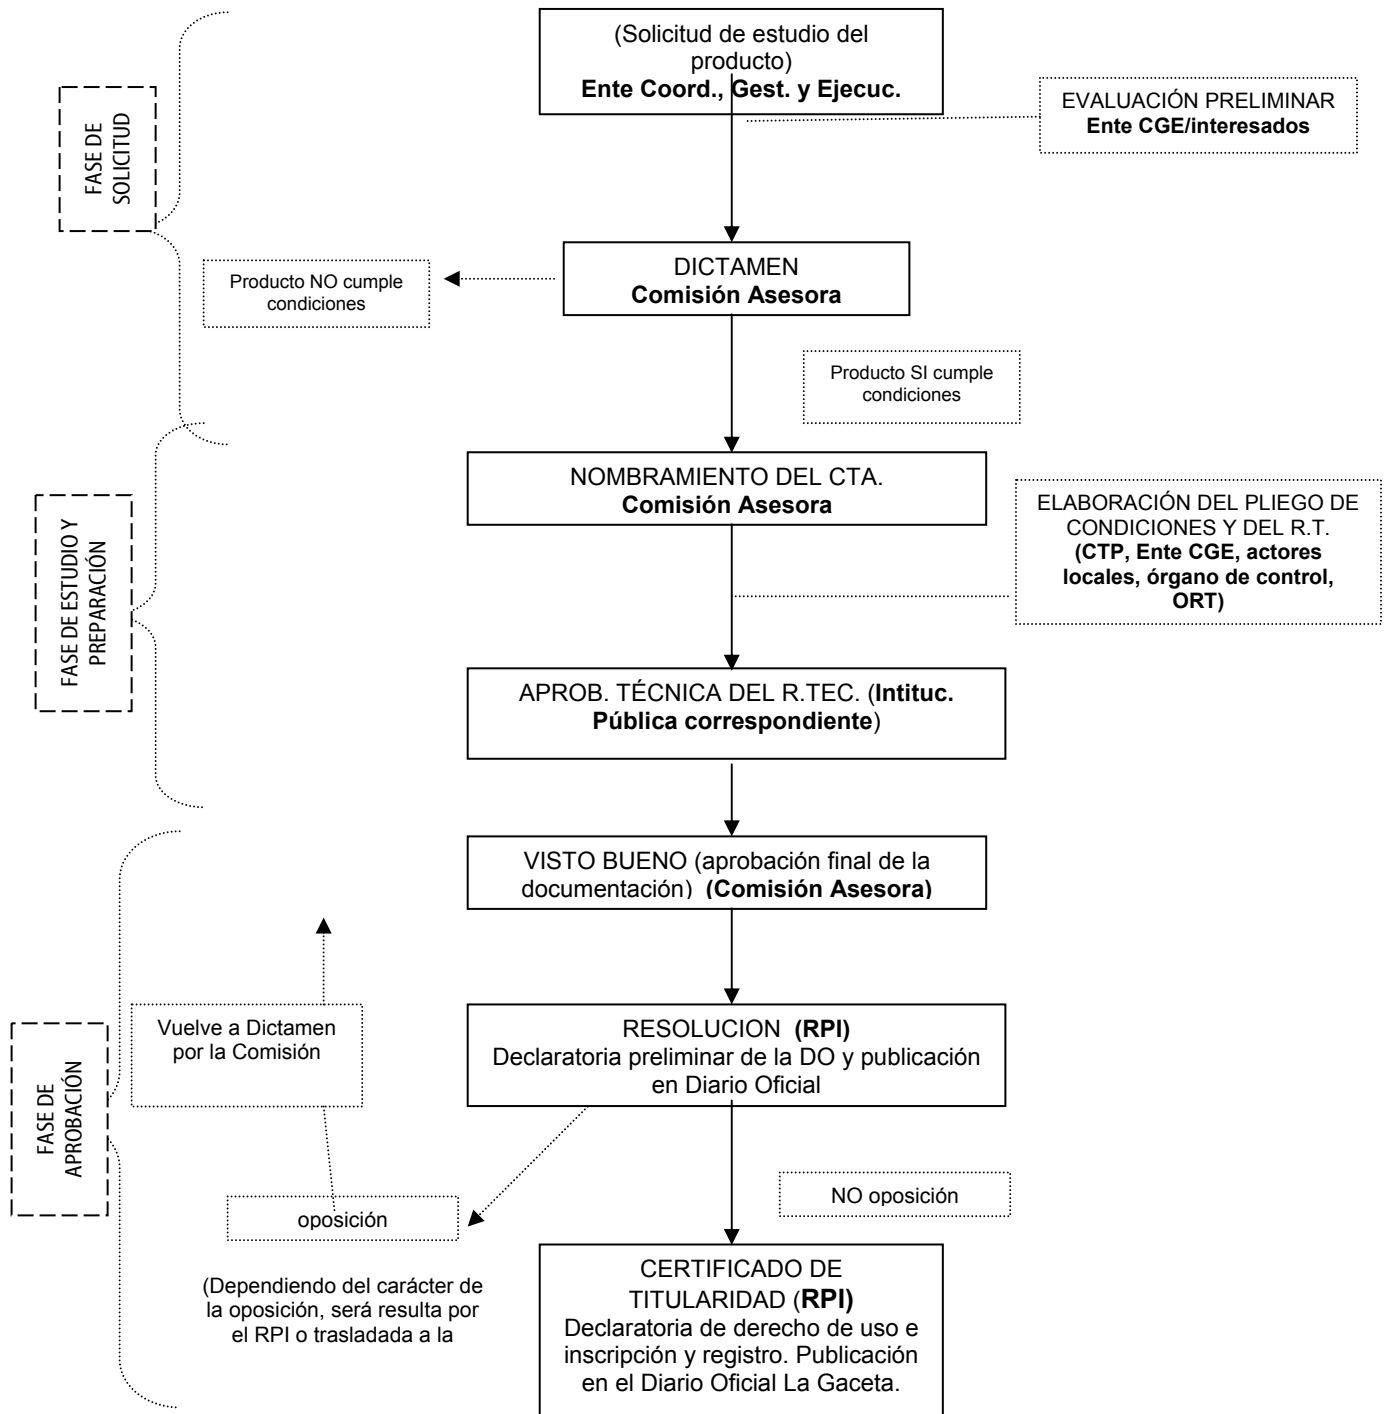 (Solicitud de estudio del
producto)
Ente Coord., Gest. y Ejecuc.
EVALUACIÓN PRELIMINAR
Ente CGE/interesados
FASE DE
SOLICITUD
DICTAMEN
Comisión Asesora
Producto NO cumple
condiciones
Producto SI cumple
condiciones
NOMBRAMIENTO DEL CTA.
Comisión Asesora
ELABORACIÓN DEL PLIEGO DE
CONDICIONES Y DEL R.T.
(CTP, Ente CGE, actores
locales, órgano de control,
ORT)
FASE DE ESTUDIO Y
PREPARACIÓN
APROB. TÉCNICA DEL R.TEC. (Intituc.
Pública correspondiente)
VISTO BUENO (aprobación final de la
documentación) (Comisión Asesora)
Vuelve a Dictamen
por la Comisión
RESOLUCION (RPI)
Declaratoria preliminar de la DO y publicación
en Diario Oficial
FASE DE
APROBACIÓN
NO oposición
oposición
(Dependiendo del carácter de
la oposición, será resulta por
el RPI o trasladada a la
CERTIFICADO DE
TITULARIDAD (RPI)
Declaratoria de derecho de uso e
inscripción y registro. Publicación
en el Diario Oficial La Gaceta.